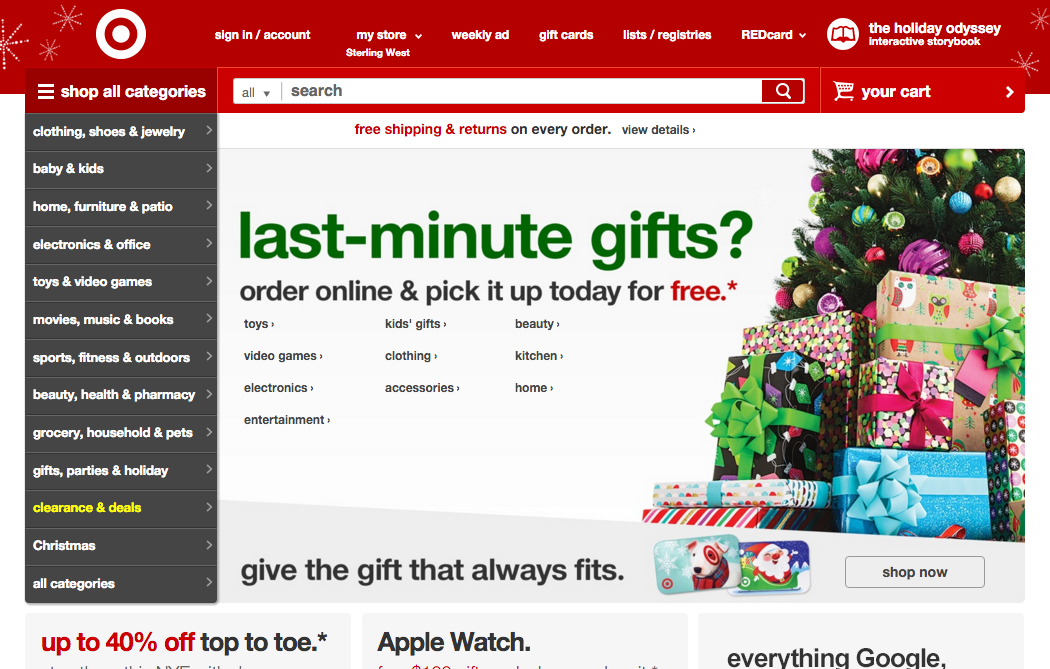 sign in / account
my store
Sterling West
weekly ad
gift cards
lists / registries
REDcard
the holiday odyssey
interactive storybook
shop all categories
all
search
your cart
free shipping & returns on every order. view details ›
clothing, shoes & jewelry
baby & kids
home, furniture & patio
electronics & office
toys & video games
movies, music & books
sports, fitness & outdoors
beauty, health & pharmacy
grocery, household & pets
gifts, parties & holiday
clearance & deals
Christmas
all categories
last-minute gifts?
order online & pick it up today for free.*
toys ›
kids' gifts ›
beauty ›
video games ›
clothing ›
kitchen ›
electronics ›
accessories ›
home ›
entertainment ›
give the gift that always fits.
shop now
up to 40% off top to toe.*
Apple Watch.
everything Google,